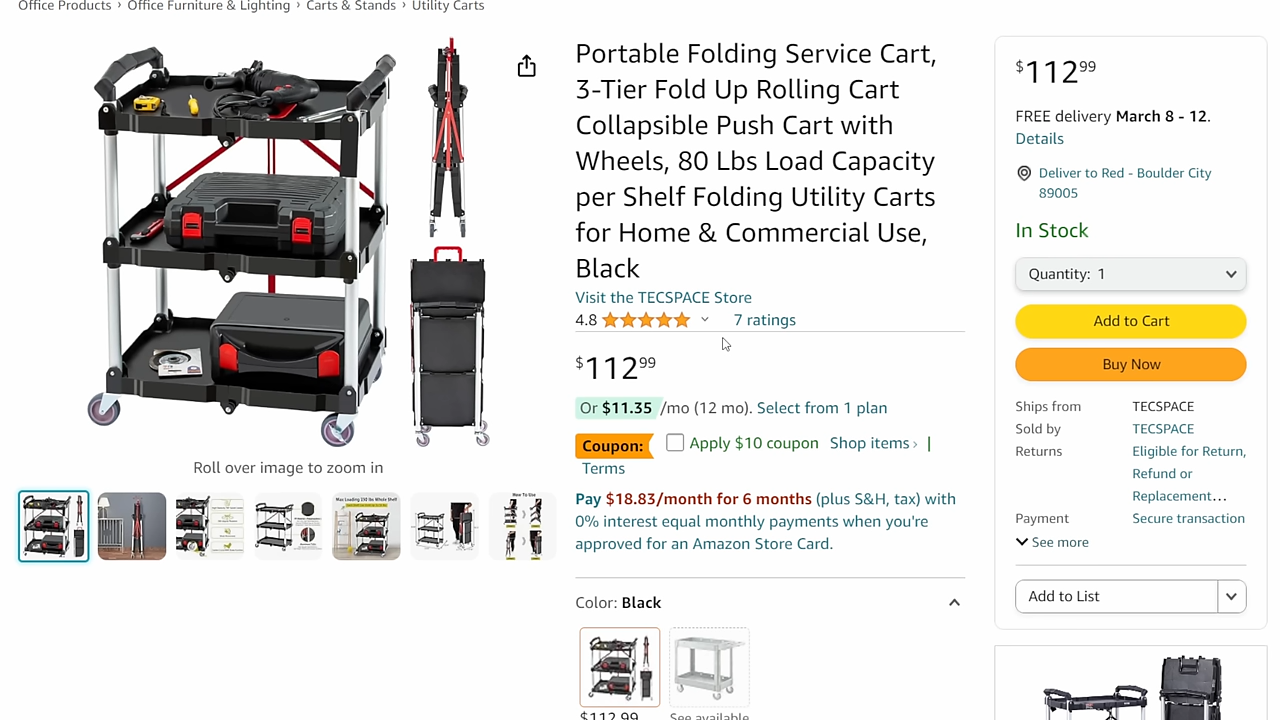 Office Products › Office Furniture & Lighting › Carts & Stands › Utility Carts
Portable Folding Service Cart,
3-Tier Fold Up Rolling Cart
Collapsible Push Cart with
Wheels, 80 Lbs Load Capacity
per Shelf Folding Utility Carts
for Home & Commercial Use,
Black
Visit the TECSPACE Store
4.8
7 ratings
$112 99
Or $11.35 /mo (12 mo). Select from 1 plan
Coupon: Apply $10 coupon Shop items › |
Terms
Pay $18.83/month for 6 months (plus S&H, tax) with
0% interest equal monthly payments when you're
approved for an Amazon Store Card.
Color: Black
$112.99
See available
Roll over image to zoom in
How To Use
$112 99
FREE delivery March 8 - 12.
Details
Deliver to Red - Boulder City
89005
In Stock
Quantity: 1
Add to Cart
Buy Now
Ships from TECSPACE
Sold by TECSPACE
Returns Eligible for Return,
Refund or
Replacement…
Payment Secure transaction
See more
Add to List